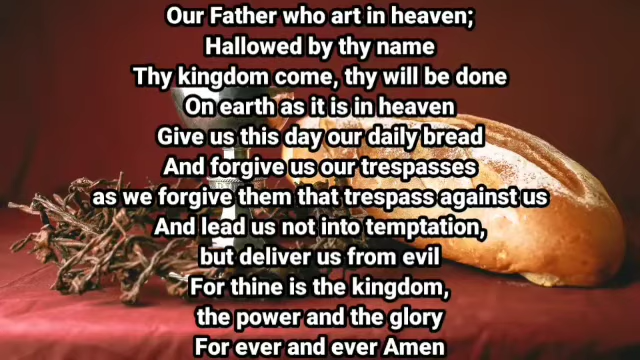 Our Father who art in heaven;
Hallowed by thy name
Thy kingdom come, thy will be done
On earth as it is in heaven
Give us this day our daily bread
And forgive us our trespasses
as we forgive them that trespass against us
And lead us not into temptation,
but deliver us from evil
For thine is the kingdom,
the power and the glory
For ever and ever Amen